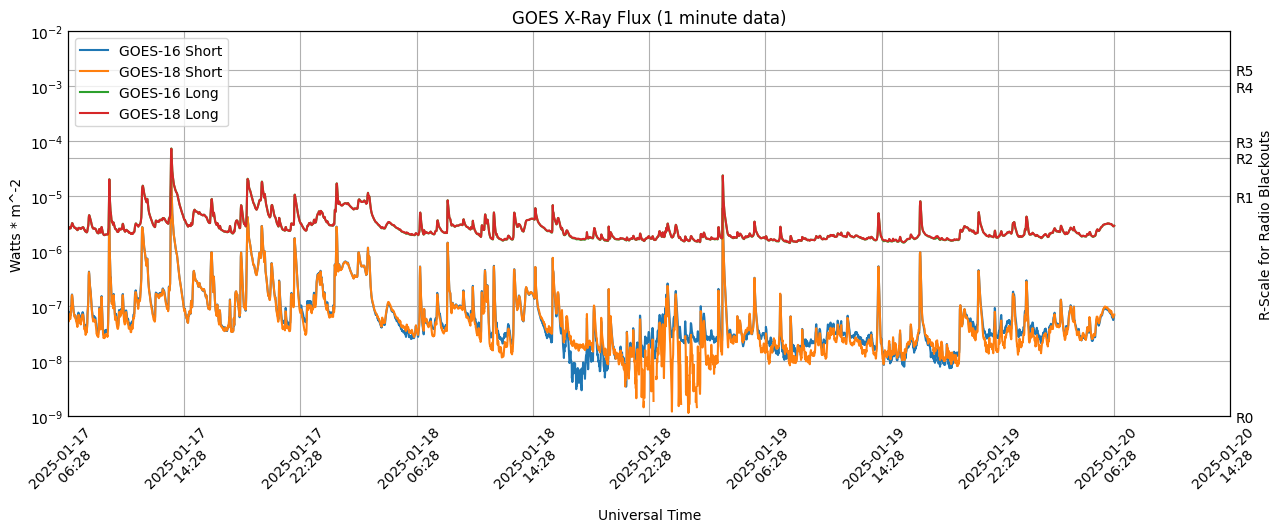 GOES X-Ray Flux (1 minute data)
GOES-16 Short
GOES-18 Short
GOES-16 Long
GOES-18 Long
Watts * m^-2
10^-2
10^-3
10^-4
10^-5
10^-6
10^-7
10^-8
10^-9
R5
R4
R3
R2
R1
R0
R-Scale for Radio Blackouts
2025-01-17
06:28
2025-01-17
14:28
2025-01-17
22:28
2025-01-18
06:28
2025-01-18
14:28
2025-01-18
22:28
2025-01-19
06:28
2025-01-19
14:28
2025-01-19
22:28
2025-01-20
06:28
2025-01-20
14:28
Universal Time